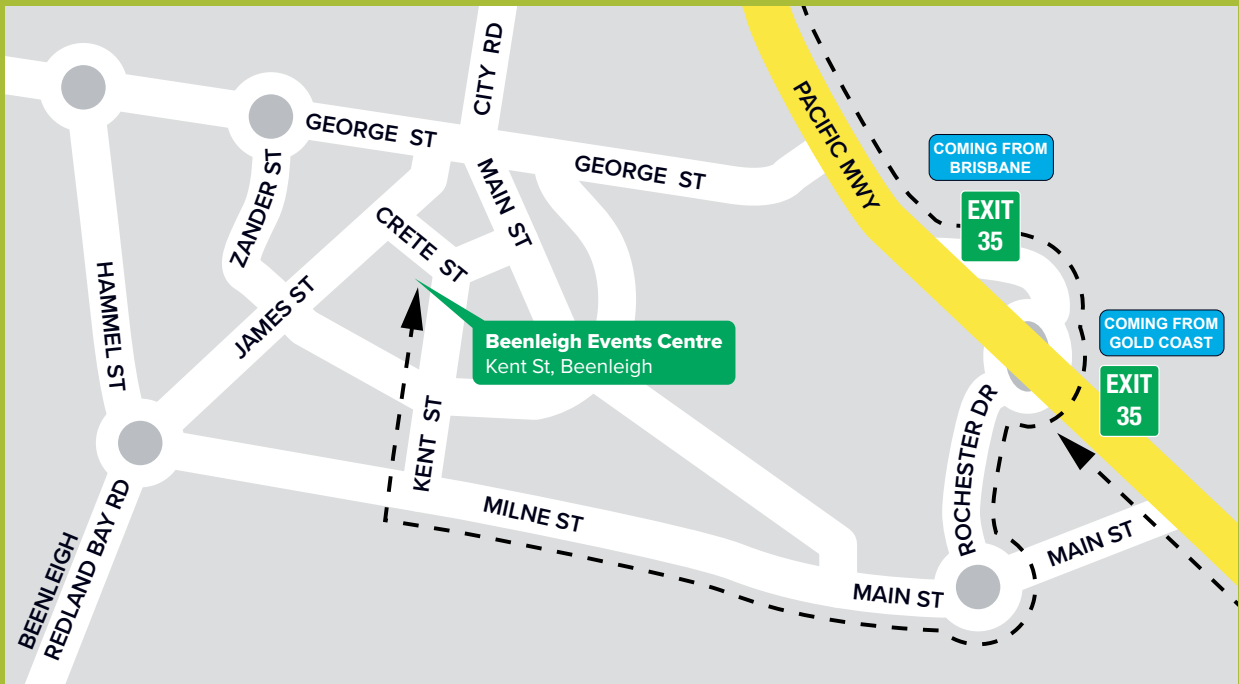 CITY RD
PACIFIC MWY
GEORGE ST
COMING FROM
BRISBANE
GEORGE ST
MAIN ST
ZANDER ST
EXIT
35
CRETE ST
HAMMEL ST
JAMES ST
COMING FROM
GOLD COAST
Beenleigh Events Centre
Kent St, Beenleigh
EXIT
35
KENT ST
ROCHESTER DR
MILNE ST
MAIN ST
BEENLEIGH
REDLAND BAY RD
MAIN ST